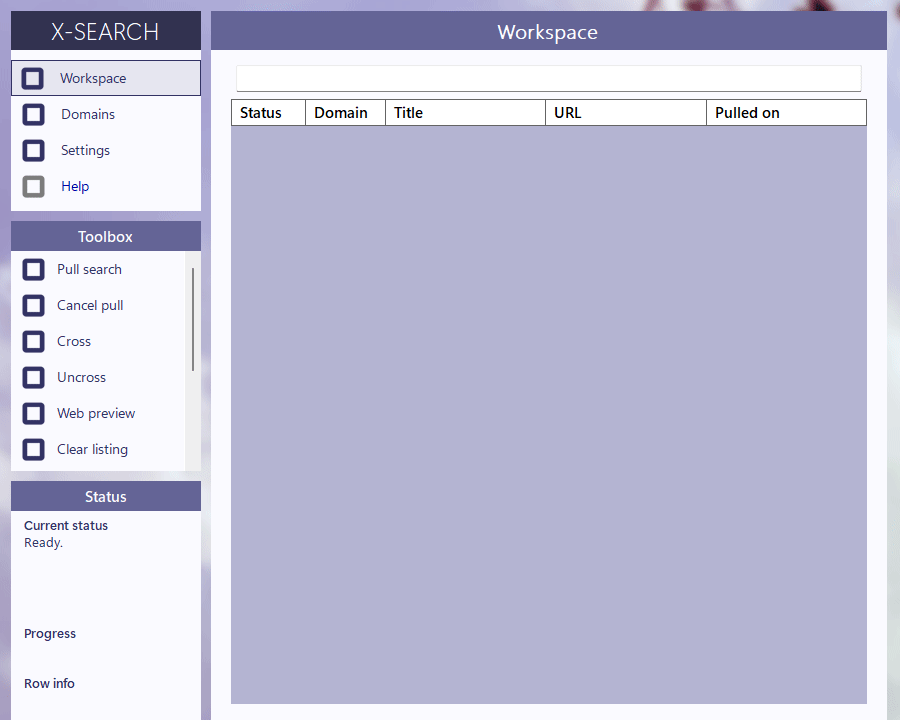 X-SEARCH
Workspace
Domains
Settings
Help
Toolbox
Pull search
Cancel pull
Cross
Uncross
Web preview
Clear listing
Status
Current status
Ready.
Progress
Row info
Workspace
Status Domain Title URL Pulled on